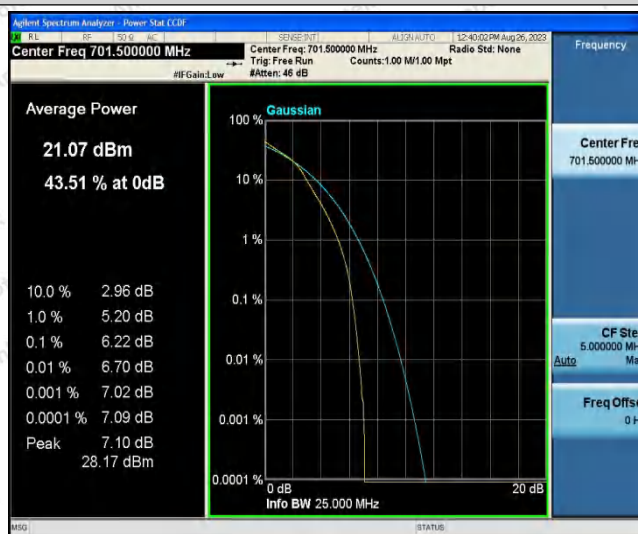 Agilent Spectrum Analyzer - Power Stat CCDF
RL RF 50 Ω AC SENSE:INT ALIGN AUTO 12:40:02 PM Aug 26, 2023
Center Freq 701.500000 MHz Center Freq: 701.500000 MHz Radio Std: None
Trig: Free Run Counts:1.00 M/1.00 Mpt
#IFGain:Low #Atten: 46 dB
Frequency
Average Power
21.07 dBm
43.51 % at 0dB
10.0 % 2.96 dB
1.0 % 5.20 dB
0.1 % 6.22 dB
0.01 % 6.70 dB
0.001 % 7.02 dB
0.0001 % 7.09 dB
Peak 7.10 dB
28.17 dBm
Gaussian
100 %
10 %
1 %
0.1 %
0.01 %
0.001 %
0.0001 %
0 dB 20 dB
Info BW 25.000 MHz
Center Fre
701.500000 MH
CF Ste
5.000000 MH
Auto Ma
Freq Offse
0 H
MSG STATUS